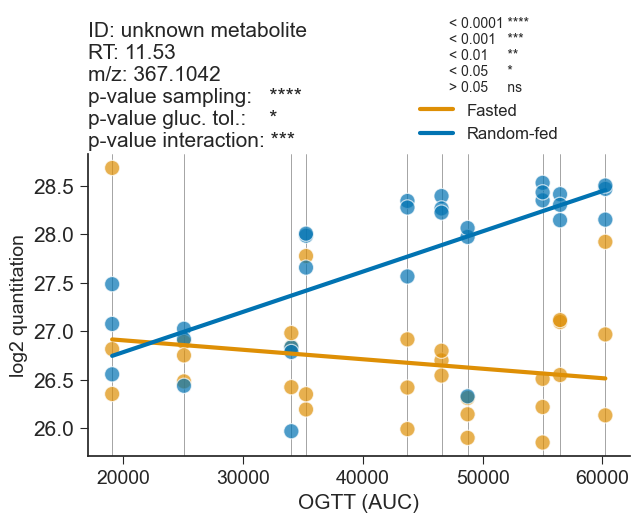 ID: unknown metabolite
RT: 11.53
m/z: 367.1042
p-value sampling: ****
p-value gluc. tol.: *
p-value interaction: ***
< 0.0001 ****
< 0.001 ***
< 0.01 **
< 0.05 *
> 0.05 ns
Fasted
Random-fed
log2 quantitation
28.5
28.0
27.5
27.0
26.5
26.0
20000 30000 40000 50000 60000
OGTT (AUC)